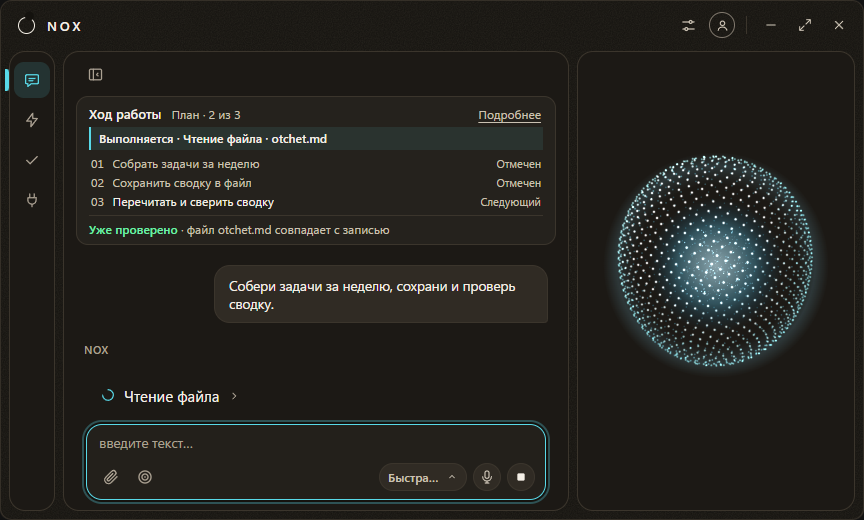 NOX
Ход работы План · 2 из 3 Подробнее
Выполняется · Чтение файла · otchet.md
01 Собрать задачи за неделю Отмечен
02 Сохранить сводку в файл Отмечен
03 Перечитать и сверить сводку Следующий
Уже проверено · файл otchet.md совпадает с записью
Собери задачи за неделю, сохрани и проверь
сводку.
NOX
Чтение файла
введите текст...
Быстра...